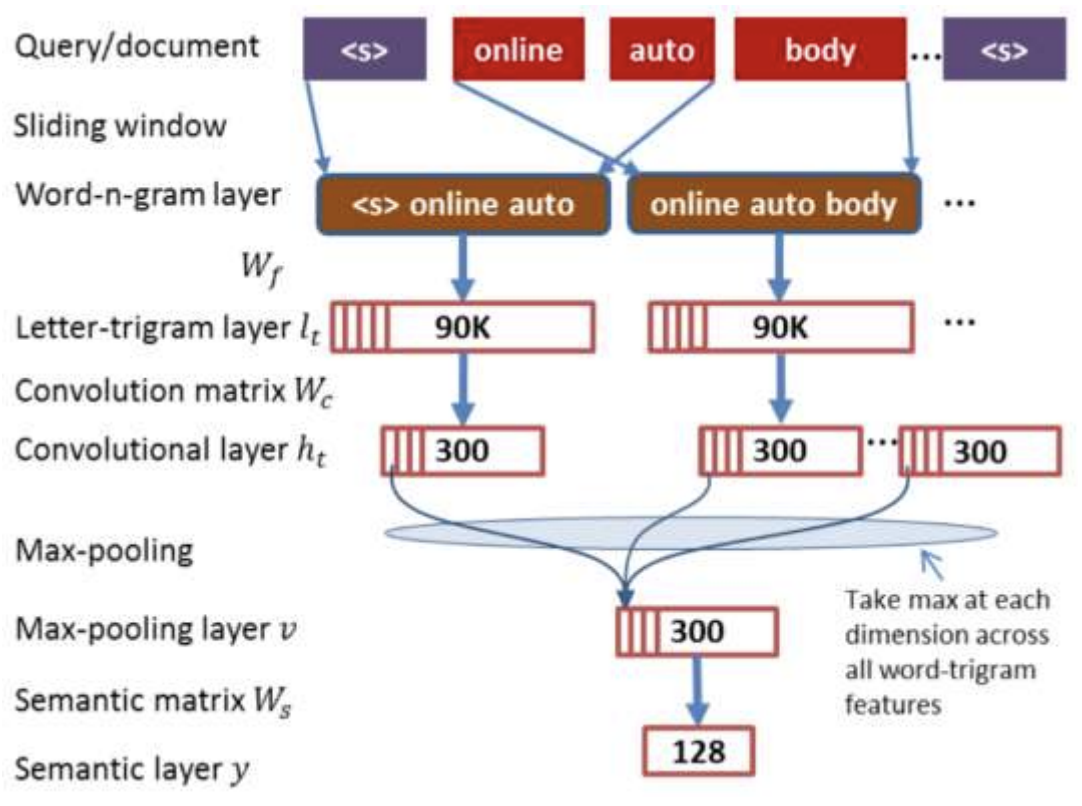 Query/document <s> online auto body ... <s>
Sliding window
Word-n-gram layer <s> online auto online auto body ...
W_f
Letter-trigram layer l_t 90K 90K ...
Convolution matrix W_c
Convolutional layer h_t 300 300 ... 300
Max-pooling
Take max at each
dimension across
all word-trigram
features
Max-pooling layer v 300
Semantic matrix W_s
Semantic layer y 128